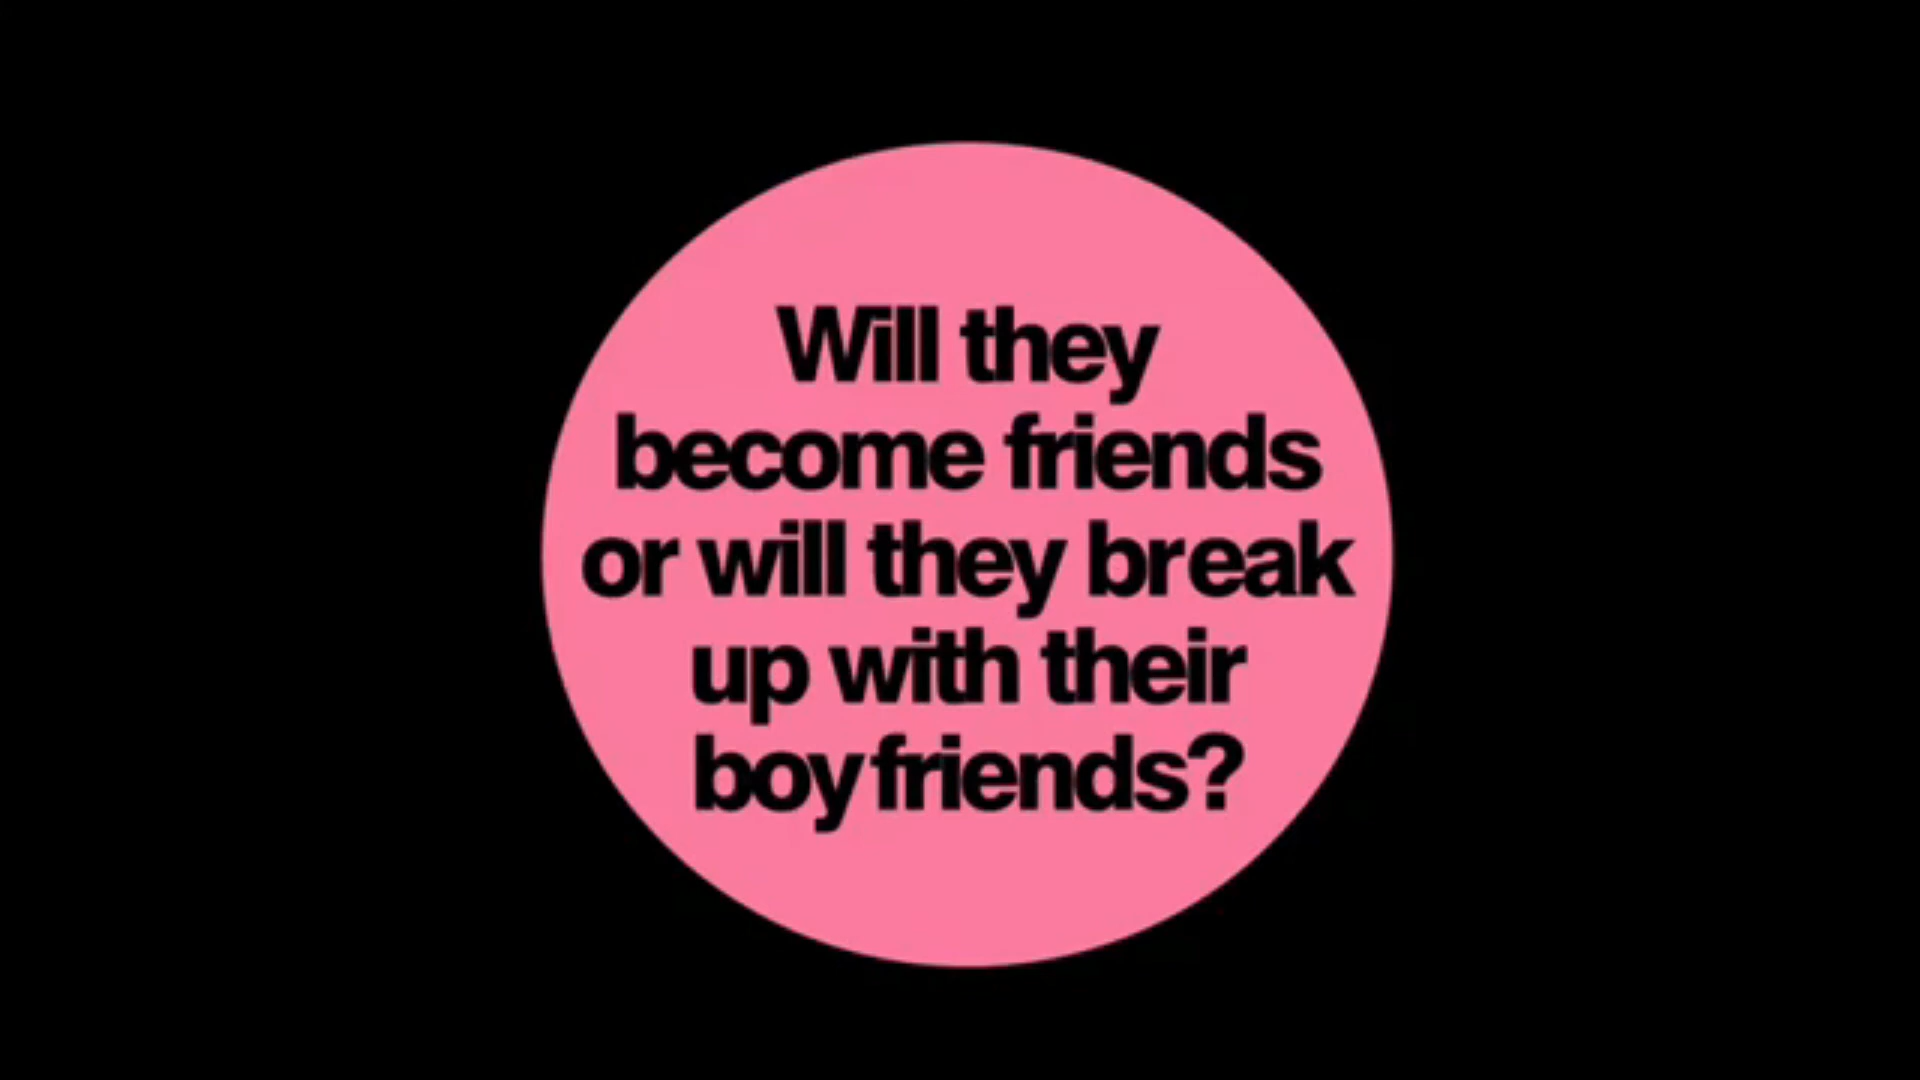 Will they
become friends
or will they break
up with their
boyfriends?